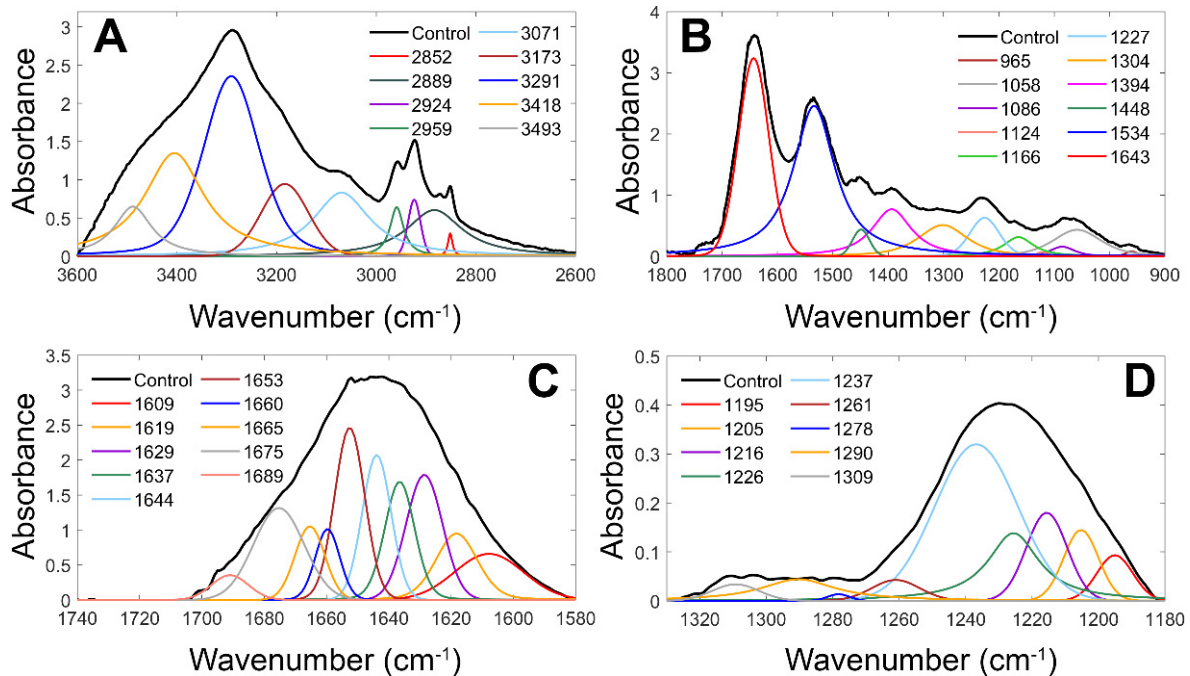 A
Absorbance
3
2.5
2
1.5
1
0.5
0
3600 3400 3200 3000 2800 2600
Wavenumber (cm⁻¹)
Control 3071
2852 3173
2889 3291
2924 3418
2959 3493
B
Absorbance
4
3
2
1
0
1800 1700 1600 1500 1400 1300 1200 1100 1000 900
Wavenumber (cm⁻¹)
Control 1227
965 1304
1058 1394
1086 1448
1124 1534
1166 1643
C
Absorbance
3.5
3
2.5
2
1.5
1
0.5
0
1740 1720 1700 1680 1660 1640 1620 1600 1580
Wavenumber (cm⁻¹)
Control 1653
1609 1660
1619 1665
1629 1675
1637 1689
1644
D
Absorbance
0.5
0.4
0.3
0.2
0.1
0
1320 1300 1280 1260 1240 1220 1200 1180
Wavenumber (cm⁻¹)
Control 1237
1195 1261
1205 1278
1216 1290
1226 1309